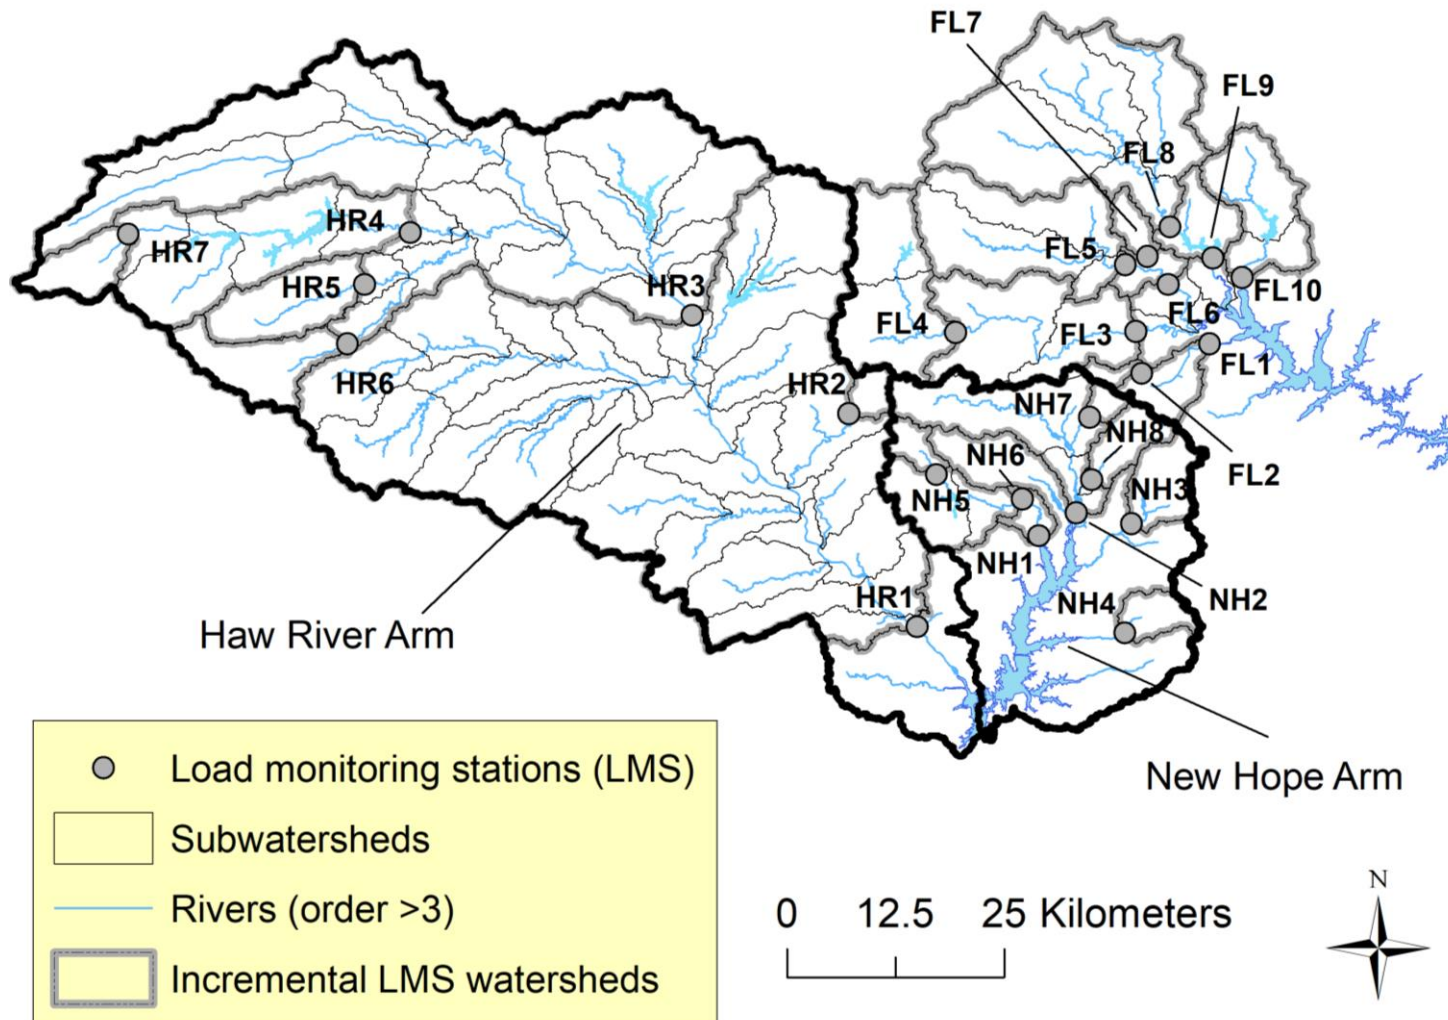 FL7
FL9
FL8
HR4
HR7
FL5
HR5
HR3
FL10
FL6
FL4
FL3
FL1
HR6
HR2
NH7
NH8
NH6
FL2
NH5
NH3
NH1
HR1
NH4
NH2
Haw River Arm
New Hope Arm
Load monitoring stations (LMS)
Subwatersheds
Rivers (order >3)
Incremental LMS watersheds
0 12.5 25 Kilometers
N